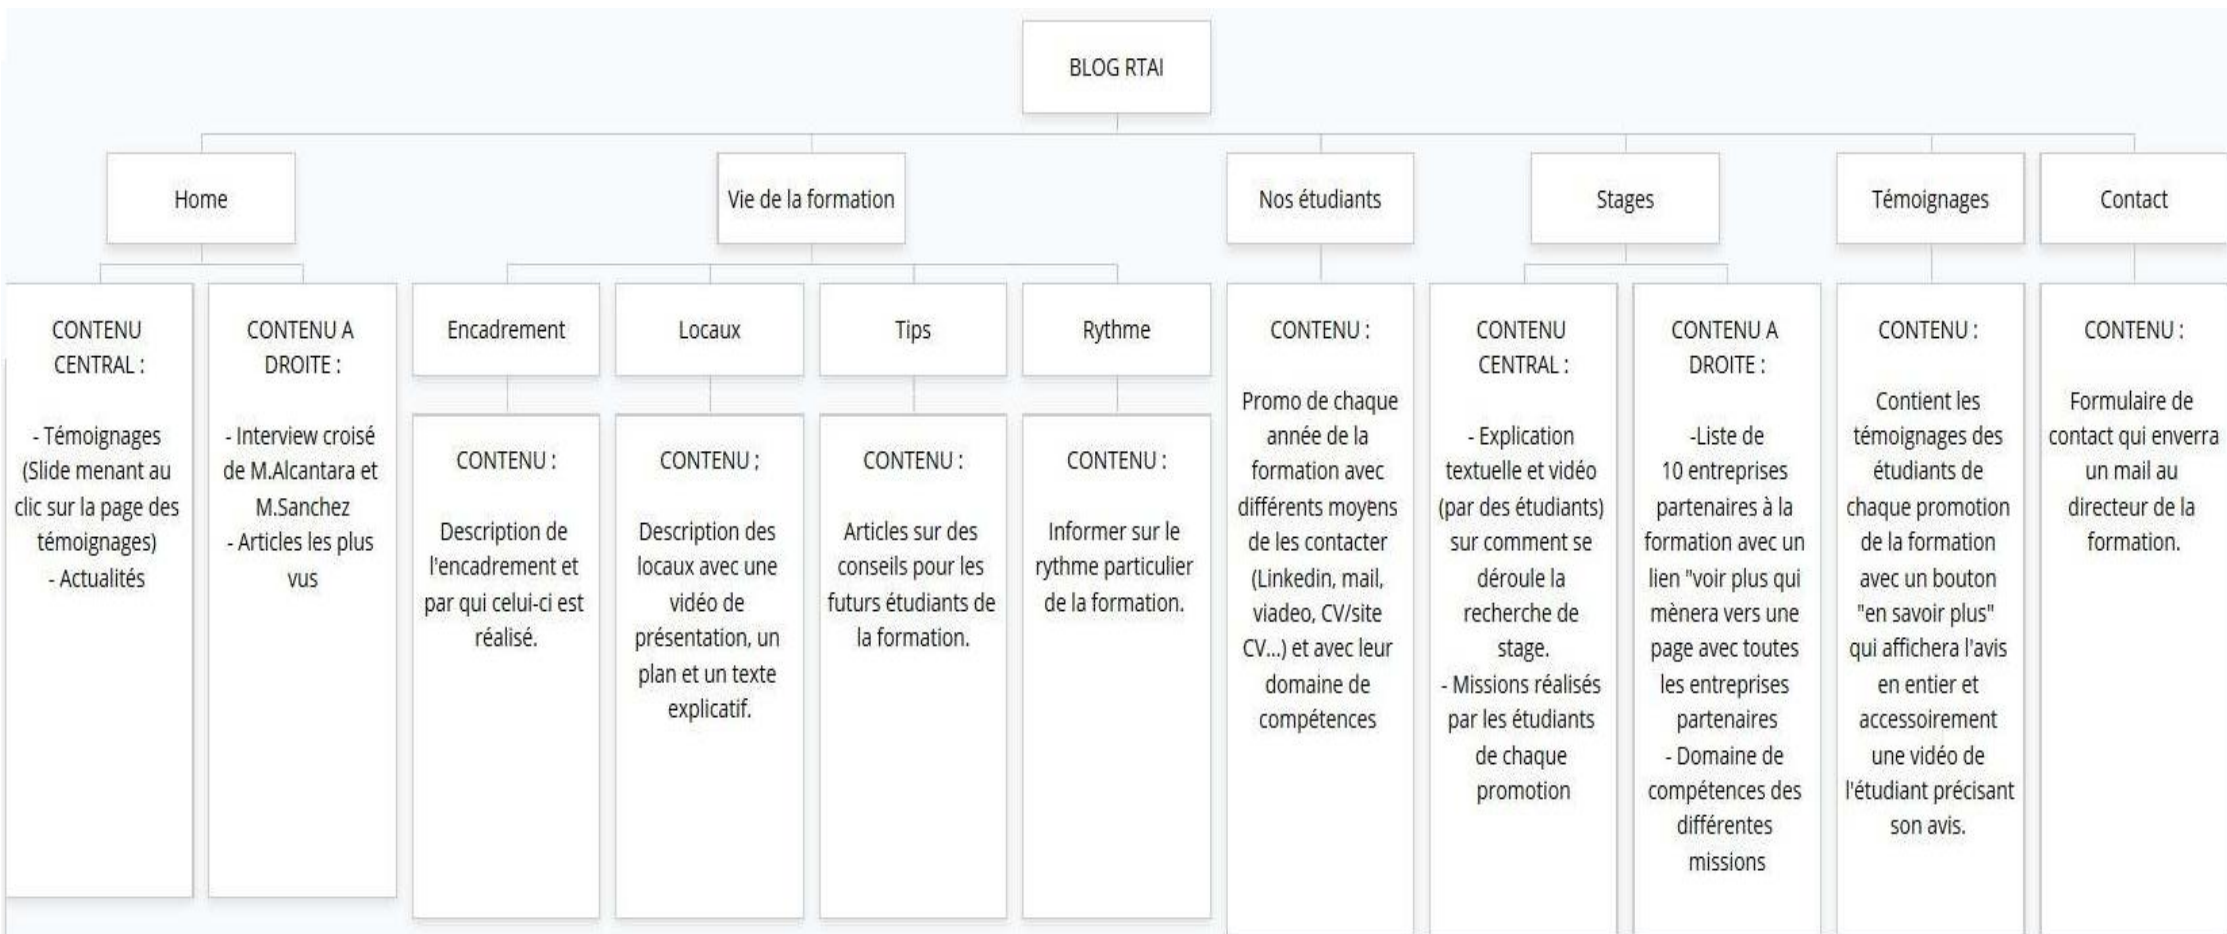 BLOG RTAI
Home
Vie de la formation
Nos étudiants
Stages
Témoignages
Contact
CONTENU
CENTRAL :
- Témoignages
(Slide menant au
clic sur la page des
témoignages)
- Actualités
CONTENU A
DROITE :
- Interview croisé
de M.Alcantara et
M.Sanchez
- Articles les plus
vus
Encadrement
CONTENU :
Description de
l'encadrement et
par qui celui-ci est
réalisé.
Locaux
CONTENU ;
Description des
locaux avec une
vidéo de
présentation, un
plan et un texte
explicatif.
Tips
CONTENU :
Articles sur des
conseils pour les
futurs étudiants de
la formation.
Rythme
CONTENU :
Informer sur le
rythme particulier
de la formation.
CONTENU :
Promo de chaque
année de la
formation avec
différents moyens
de les contacter
(Linkedin, mail,
viadeo, CV/site
CV...) et avec leur
domaine de
compétences
CONTENU
CENTRAL :
- Explication
textuelle et vidéo
(par des étudiants)
sur comment se
déroule la
recherche de
stage.
- Missions réalisés
par les étudiants
de chaque
promotion
CONTENU A
DROITE :
-Liste de
10 entreprises
partenaires à la
formation avec un
lien "voir plus qui
mènera vers une
page avec toutes
les entreprises
partenaires
- Domaine de
compétences des
différentes
missions
CONTENU :
Contient les
témoignages des
étudiants de
chaque promotion
de la formation
avec un bouton
"en savoir plus"
qui affichera l'avis
en entier et
accessoirement
une vidéo de
l'étudiant précisant
son avis.
CONTENU :
Formulaire de
contact qui enverra
un mail au
directeur de la
formation.